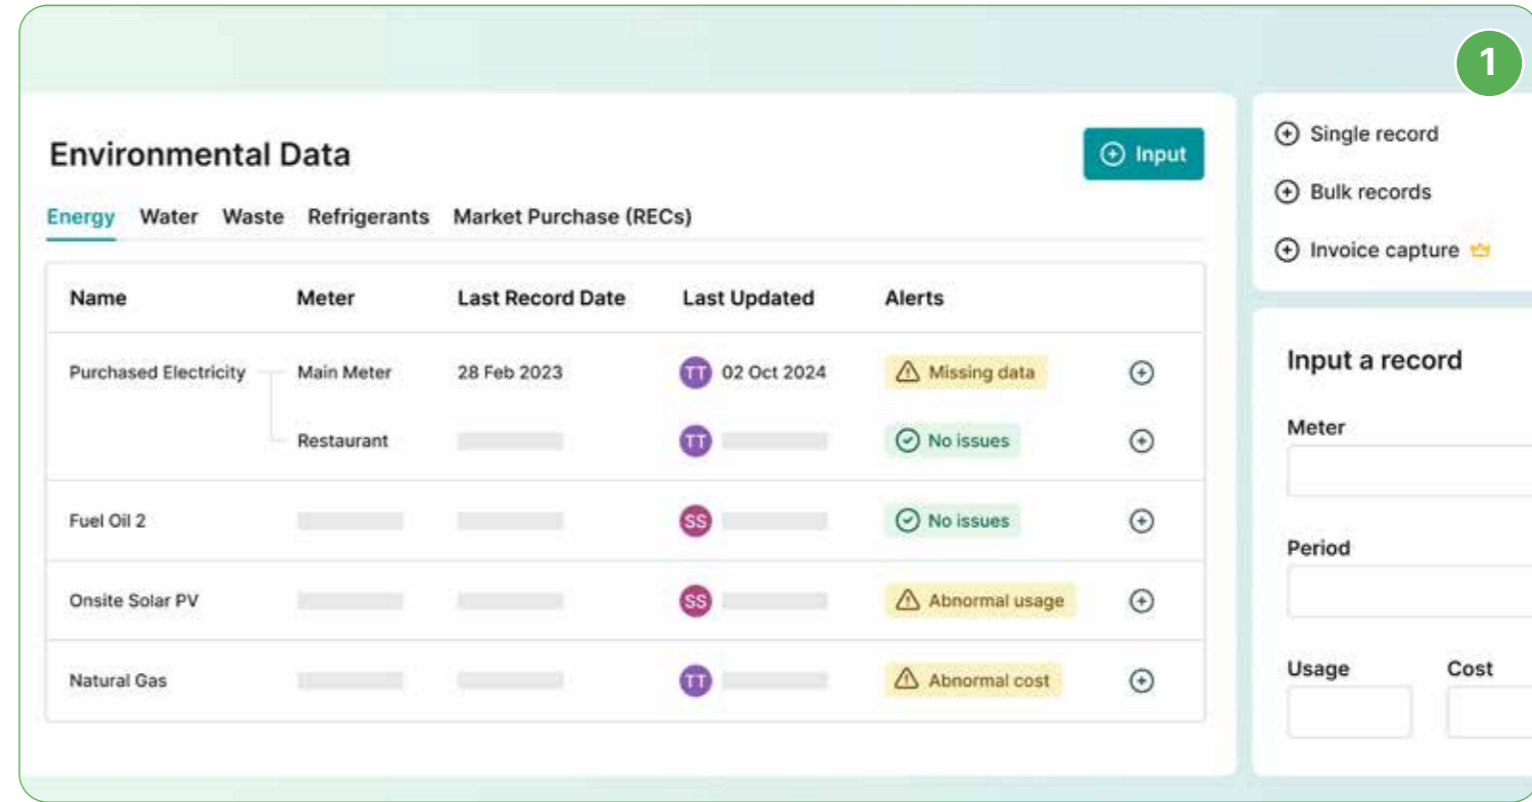 1
Environmental Data
Input
Energy Water Waste Refrigerants Market Purchase (RECs)
Name Meter Last Record Date Last Updated Alerts
Purchased Electricity Main Meter 28 Feb 2023 TT 02 Oct 2024 Missing data
Restaurant TT No issues
Fuel Oil 2 SS No issues
Onsite Solar PV SS Abnormal usage
Natural Gas TT Abnormal cost
Single record
Bulk records
Invoice capture
Input a record
Meter
Period
Usage Cost